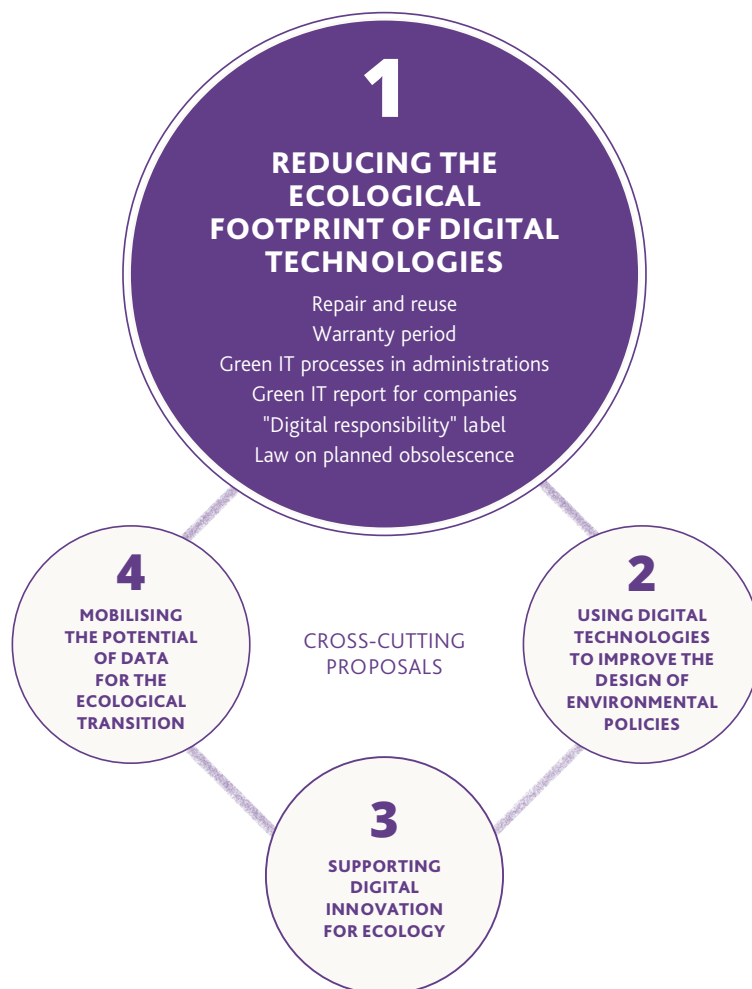 1
REDUCING THE
ECOLOGICAL
FOOTPRINT OF DIGITAL
TECHNOLOGIES
Repair and reuse
Warranty period
Green IT processes in administrations
Green IT report for companies
"Digital responsibility" label
Law on planned obsolescence
4
MOBILISING
THE POTENTIAL
OF DATA
FOR THE
ECOLOGICAL
TRANSITION
CROSS-CUTTING
PROPOSALS
2
USING DIGITAL
TECHNOLOGIES
TO IMPROVE THE
DESIGN OF
ENVIRONMENTAL
POLICIES
3
SUPPORTING
DIGITAL
INNOVATION
FOR ECOLOGY